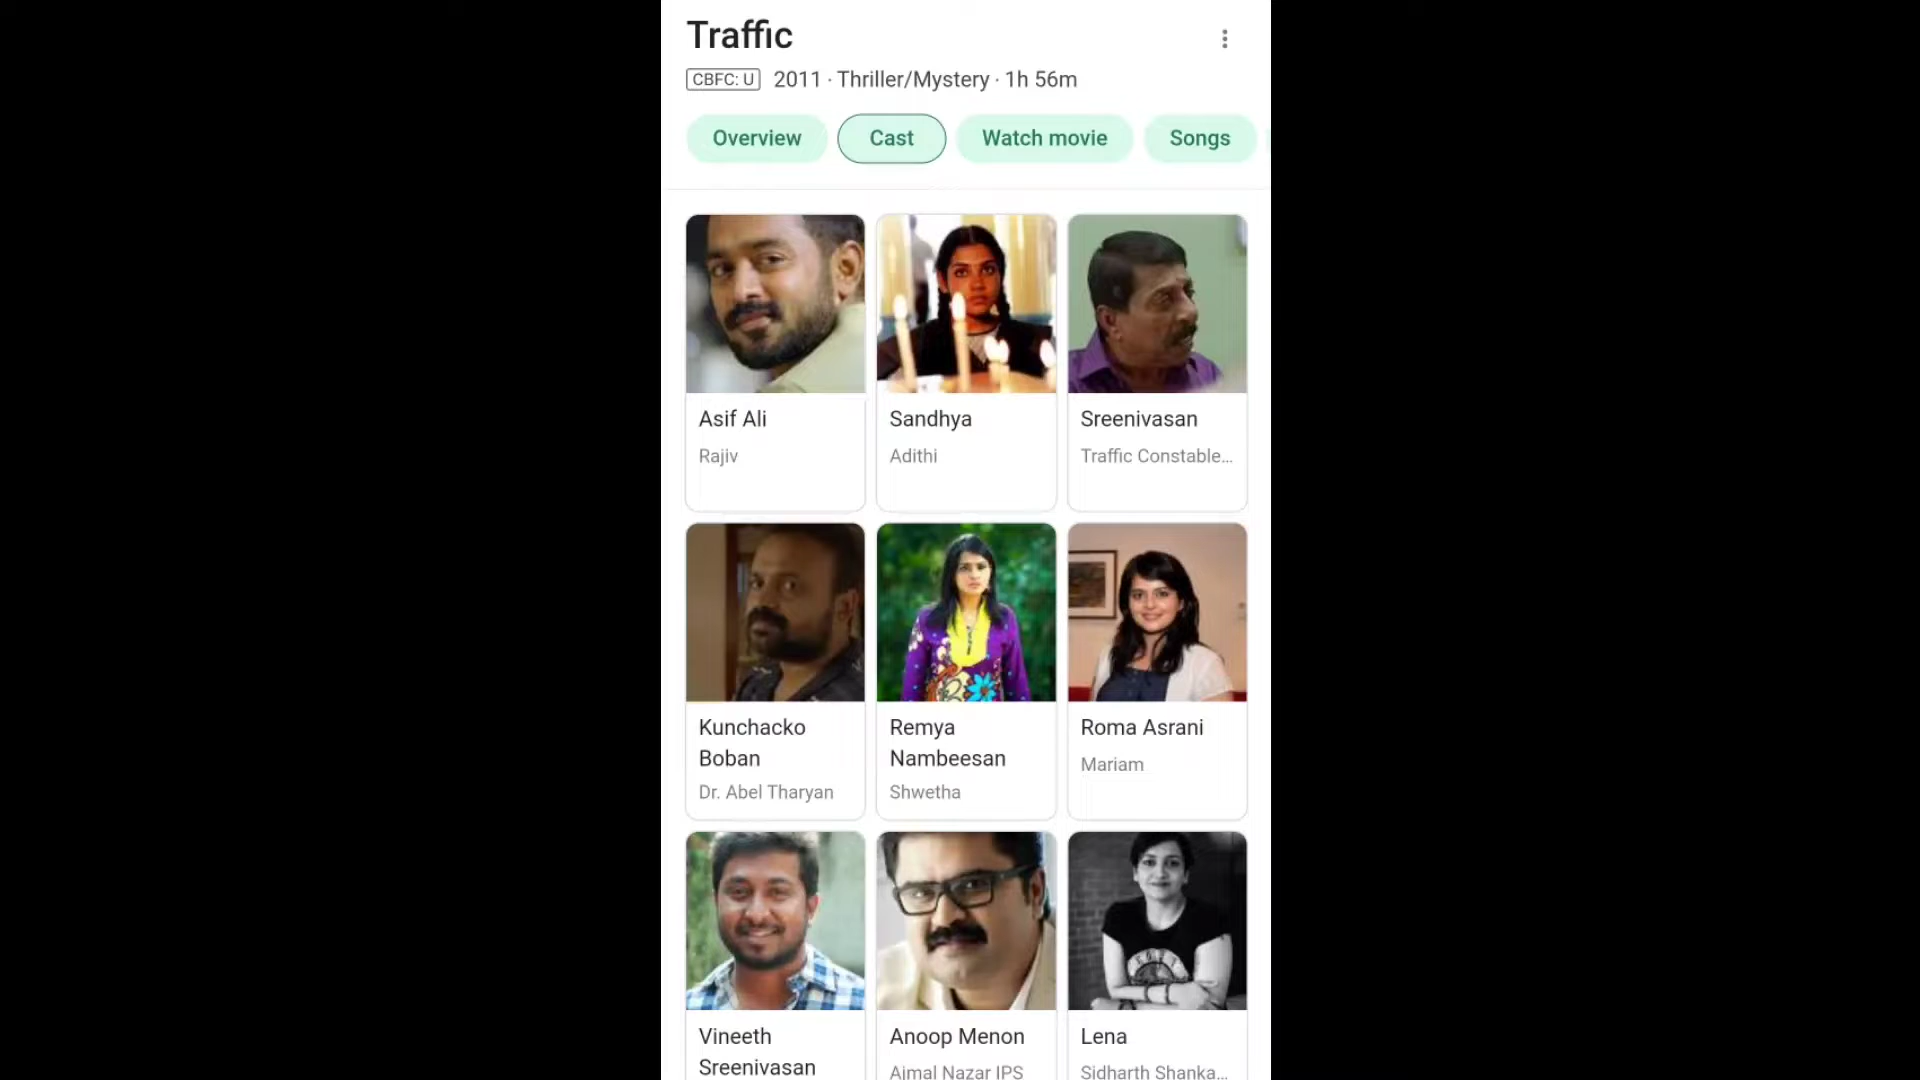 Traffic
CBFC: U 2011 · Thriller/Mystery · 1h 56m
Overview Cast Watch movie Songs
Asif Ali
Rajiv
Sandhya
Adithi
Sreenivasan
Traffic Constable...
Kunchacko
Boban
Dr. Abel Tharyan
Remya
Nambeesan
Shwetha
Roma Asrani
Mariam
Vineeth
Sreenivasan
Anoop Menon
Ajmal Nazar IPS
Lena
Sidharth Shanka...